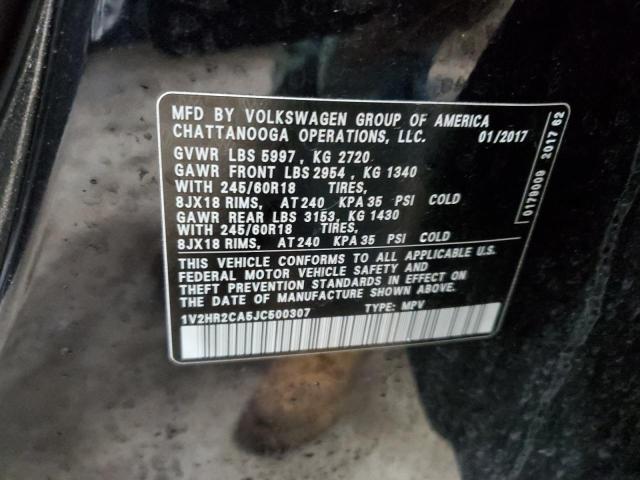 MFD BY VOLKSWAGEN GROUP OF AMERICA
CHATTANOOGA OPERATIONS, LLC. 01/2017
GVWR LBS 5997, KG 2720
GAWR FRONT LBS 2954, KG 1340
WITH 245/60R18 TIRES,
8JX18 RIMS, AT 240 KPA 35 PSI COLD
GAWR REAR LBS 3153, KG 1430
WITH 245/60R18 TIRES,
8JX18 RIMS, AT 240 KPA 35 PSI COLD
THIS VEHICLE CONFORMS TO ALL APPLICABLE U.S.
FEDERAL MOTOR VEHICLE SAFETY AND
THEFT PREVENTION STANDARDS IN EFFECT ON
THE DATE OF MANUFACTURE SHOWN ABOVE.
1V2HR2CA5JC500307 TYPE: MPV
0179009 2017 82